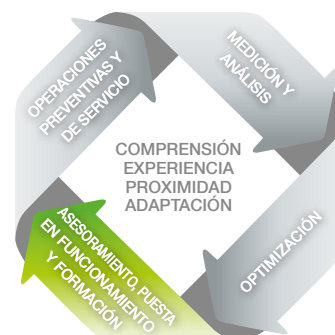 OPERACIONES
PREVENTIVAS Y
DE SERVICIO
MEDICIÓN Y
ANÁLISIS
COMPRENSIÓN
EXPERIENCIA
PROXIMIDAD
ADAPTACIÓN
ASESORAMIENTO, PUESTA
EN FUNCIONAMIENTO
Y FORMACIÓN
OPTIMIZACIÓN